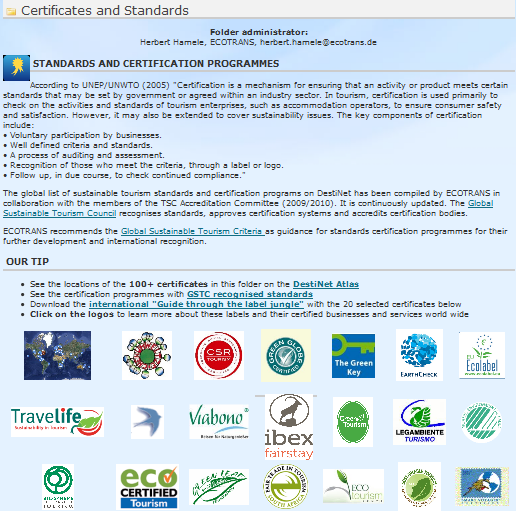 Certificates and Standards
Folder administrator:
Herbert Hamele, ECOTRANS, herbert.hamele@ecotrans.de
STANDARDS AND CERTIFICATION PROGRAMMES
According to UNEP/UNWTO (2005) "Certification is a mechanism for ensuring that an activity or product meets certain
standards that may be set by government or agreed within an industry sector. In tourism, certification is used primarily to
check on the activities and standards of tourism enterprises, such as accommodation operators, to ensure consumer safety
and satisfaction. However, it may also be extended to cover sustainability issues. The key components of certification
include:
• Voluntary participation by businesses.
• Well defined criteria and standards.
• A process of auditing and assessment.
• Recognition of those who meet the criteria, through a label or logo.
• Follow up, in due course, to check continued compliance."
The global list of sustainable tourism standards and certification programs on DestiNet has been compiled by ECOTRANS in
collaboration with the members of the TSC Accreditation Committee (2009/2010). It is continuously updated. The Global
Sustainable Tourism Council recognises standards, approves certification systems and accredits certification bodies.
ECOTRANS recommends the Global Sustainable Tourism Criteria as guidance for standards certification programmes for their
further development and international recognition.
OUR TIP
• See the locations of the 100+ certificates in this folder on the DestiNet Atlas
• See the certification programmes with GSTC recognised standards
• Download the international "Guide through the label jungle" with the 20 selected certificates below
• Click on the logos to learn more about these labels and their certified businesses and services world wide
CSR
TOURISM
GREEN GLOBE
CERTIFIED
The Green
Key
EARTHCHECK
Ecolabel
Travelife
Sustainability in tourism
Viabono
Reisen für Naturgenießer
ibex
fairstay
Green
Tourism
LEGAMBIENTE
TURISMO
BIOSPHERE
TOURISM
eco
CERTIFIED
Tourism
GREEN LEAF
FAIR TRADE IN TOURISM
SOUTH AFRICA
ECO
tourism